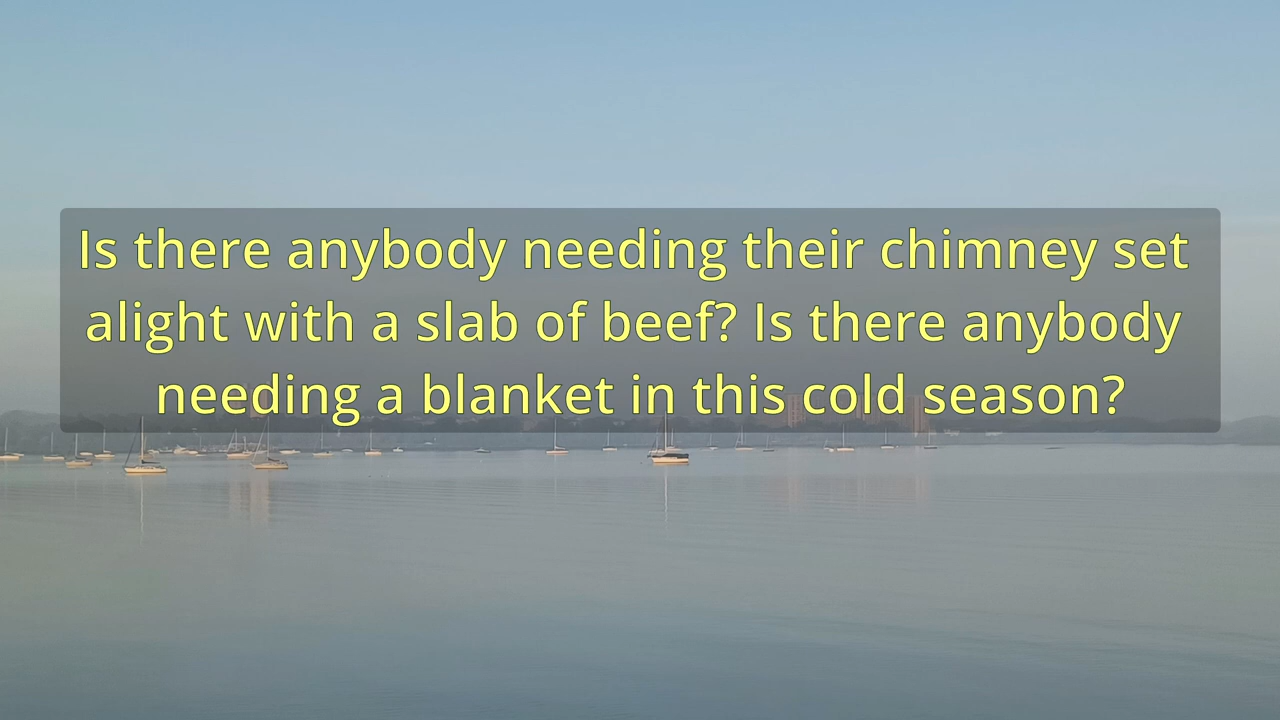 Is there anybody needing their chimney set
alight with a slab of beef? Is there anybody
needing a blanket in this cold season?